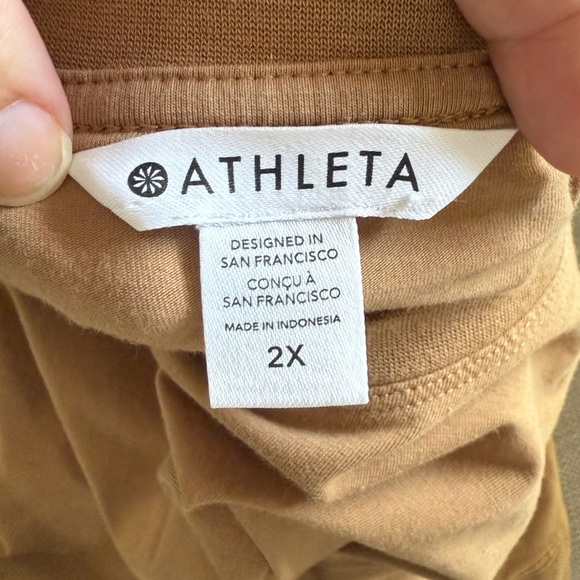 ATHLETA
DESIGNED IN
SAN FRANCISCO
CONÇU À
SAN FRANCISCO
MADE IN INDONESIA
2X